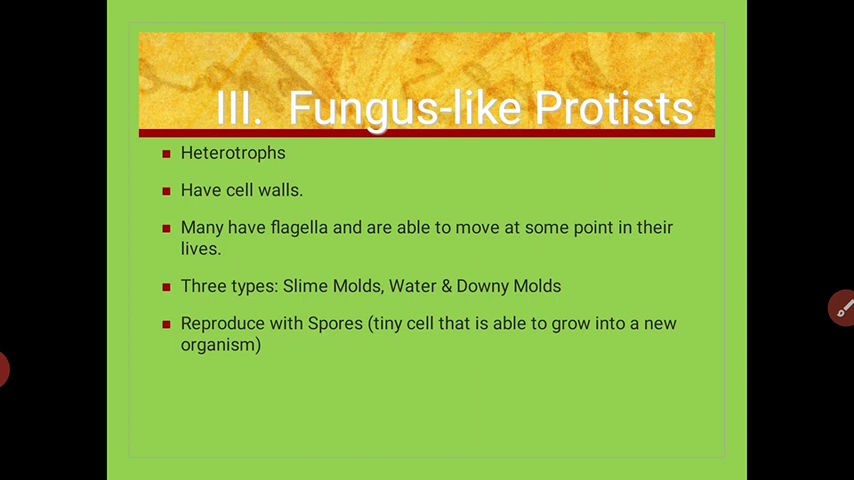 III. Fungus-like Protists
Heterotrophs
Have cell walls.
Many have flagella and are able to move at some point in their
lives.
Three types: Slime Molds, Water & Downy Molds
Reproduce with Spores (tiny cell that is able to grow into a new
organism)